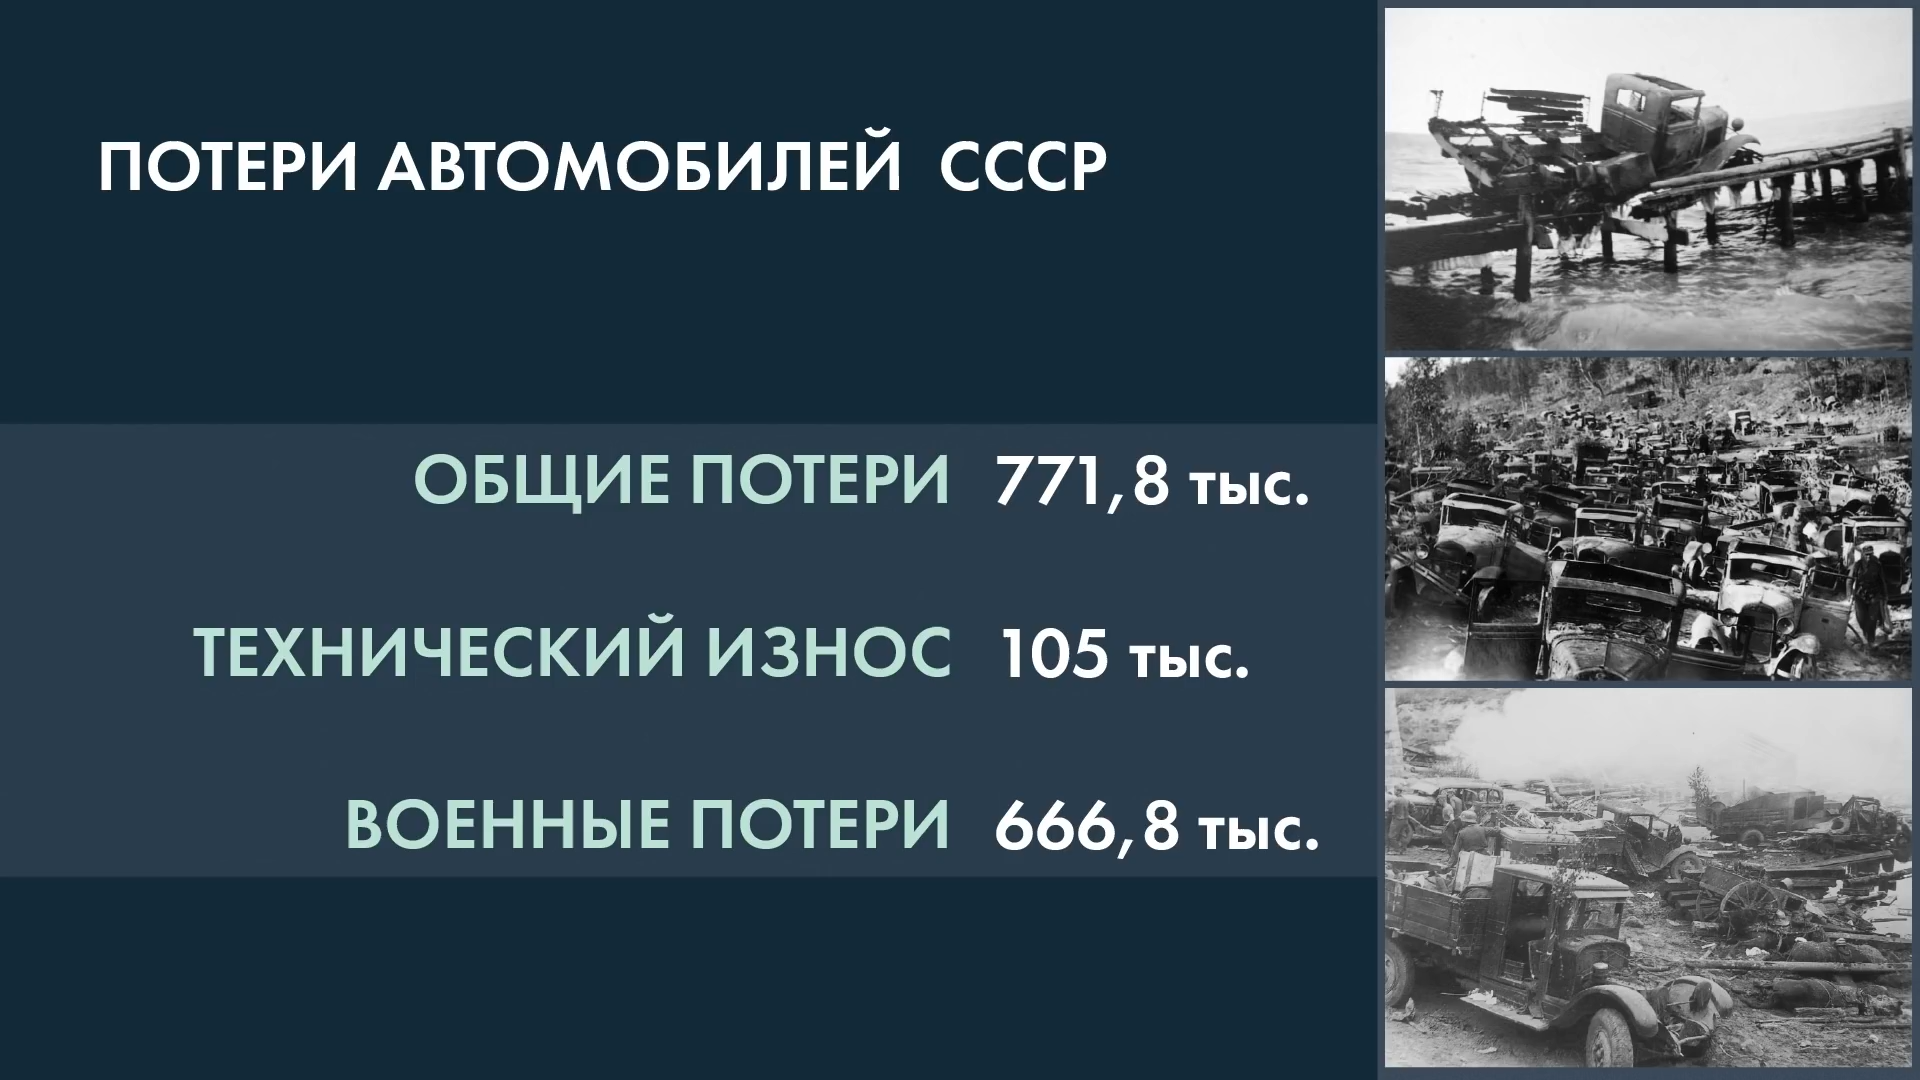 ПОТЕРИ АВТОМОБИЛЕЙ СССР
ОБЩИЕ ПОТЕРИ 771,8 тыс.
ТЕХНИЧЕСКИЙ ИЗНОС 105 тыс.
ВОЕННЫЕ ПОТЕРИ 666,8 тыс.